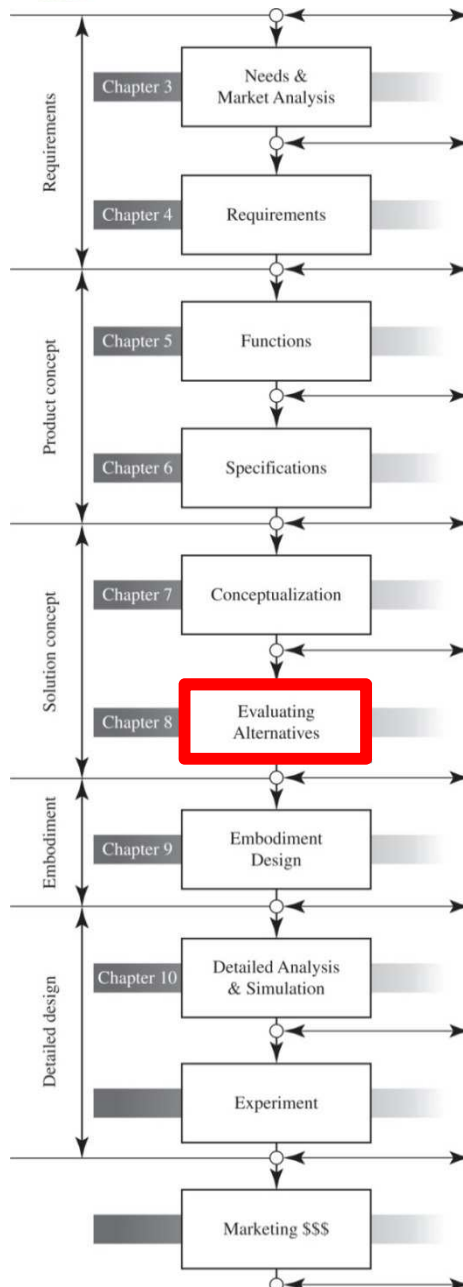 Requirements
Chapter 3
Needs &
Market Analysis
Chapter 4
Requirements
Product concept
Chapter 5
Functions
Chapter 6
Specifications
Solution concept
Chapter 7
Conceptualization
Chapter 8
Evaluating
Alternatives
Embodiment
Chapter 9
Embodiment
Design
Detailed design
Chapter 10
Detailed Analysis
& Simulation
Experiment
Marketing $$$